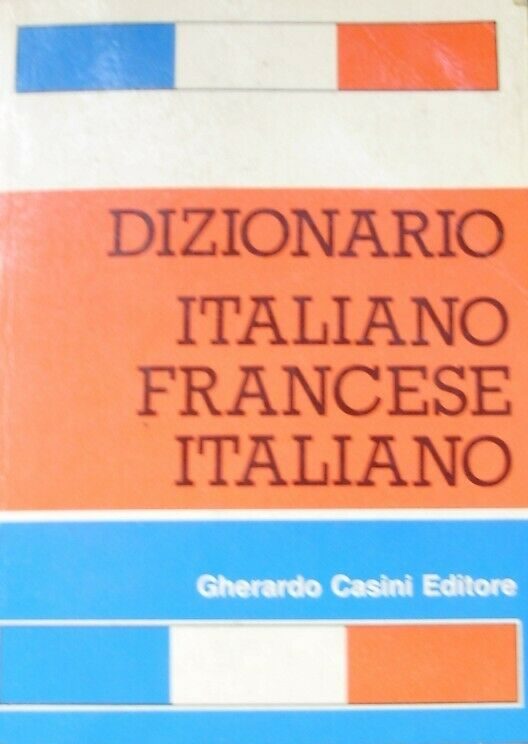 DIZIONARIO
ITALIANO
FRANCESE
ITALIANO
Gherardo Casini Editore